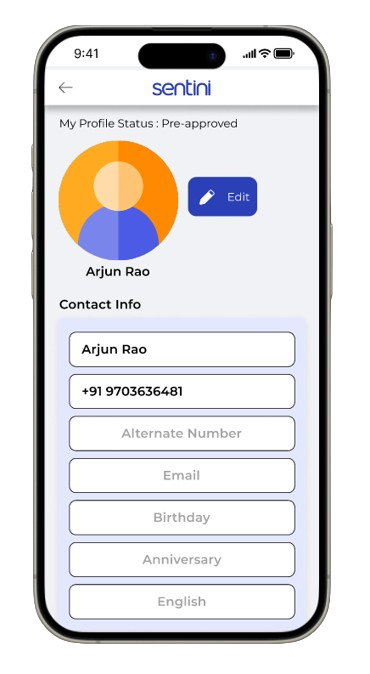 9:41
sentini
My Profile Status : Pre-approved
Edit
Arjun Rao
Contact Info
Arjun Rao
+91 9703636481
Alternate Number
Email
Birthday
Anniversary
English